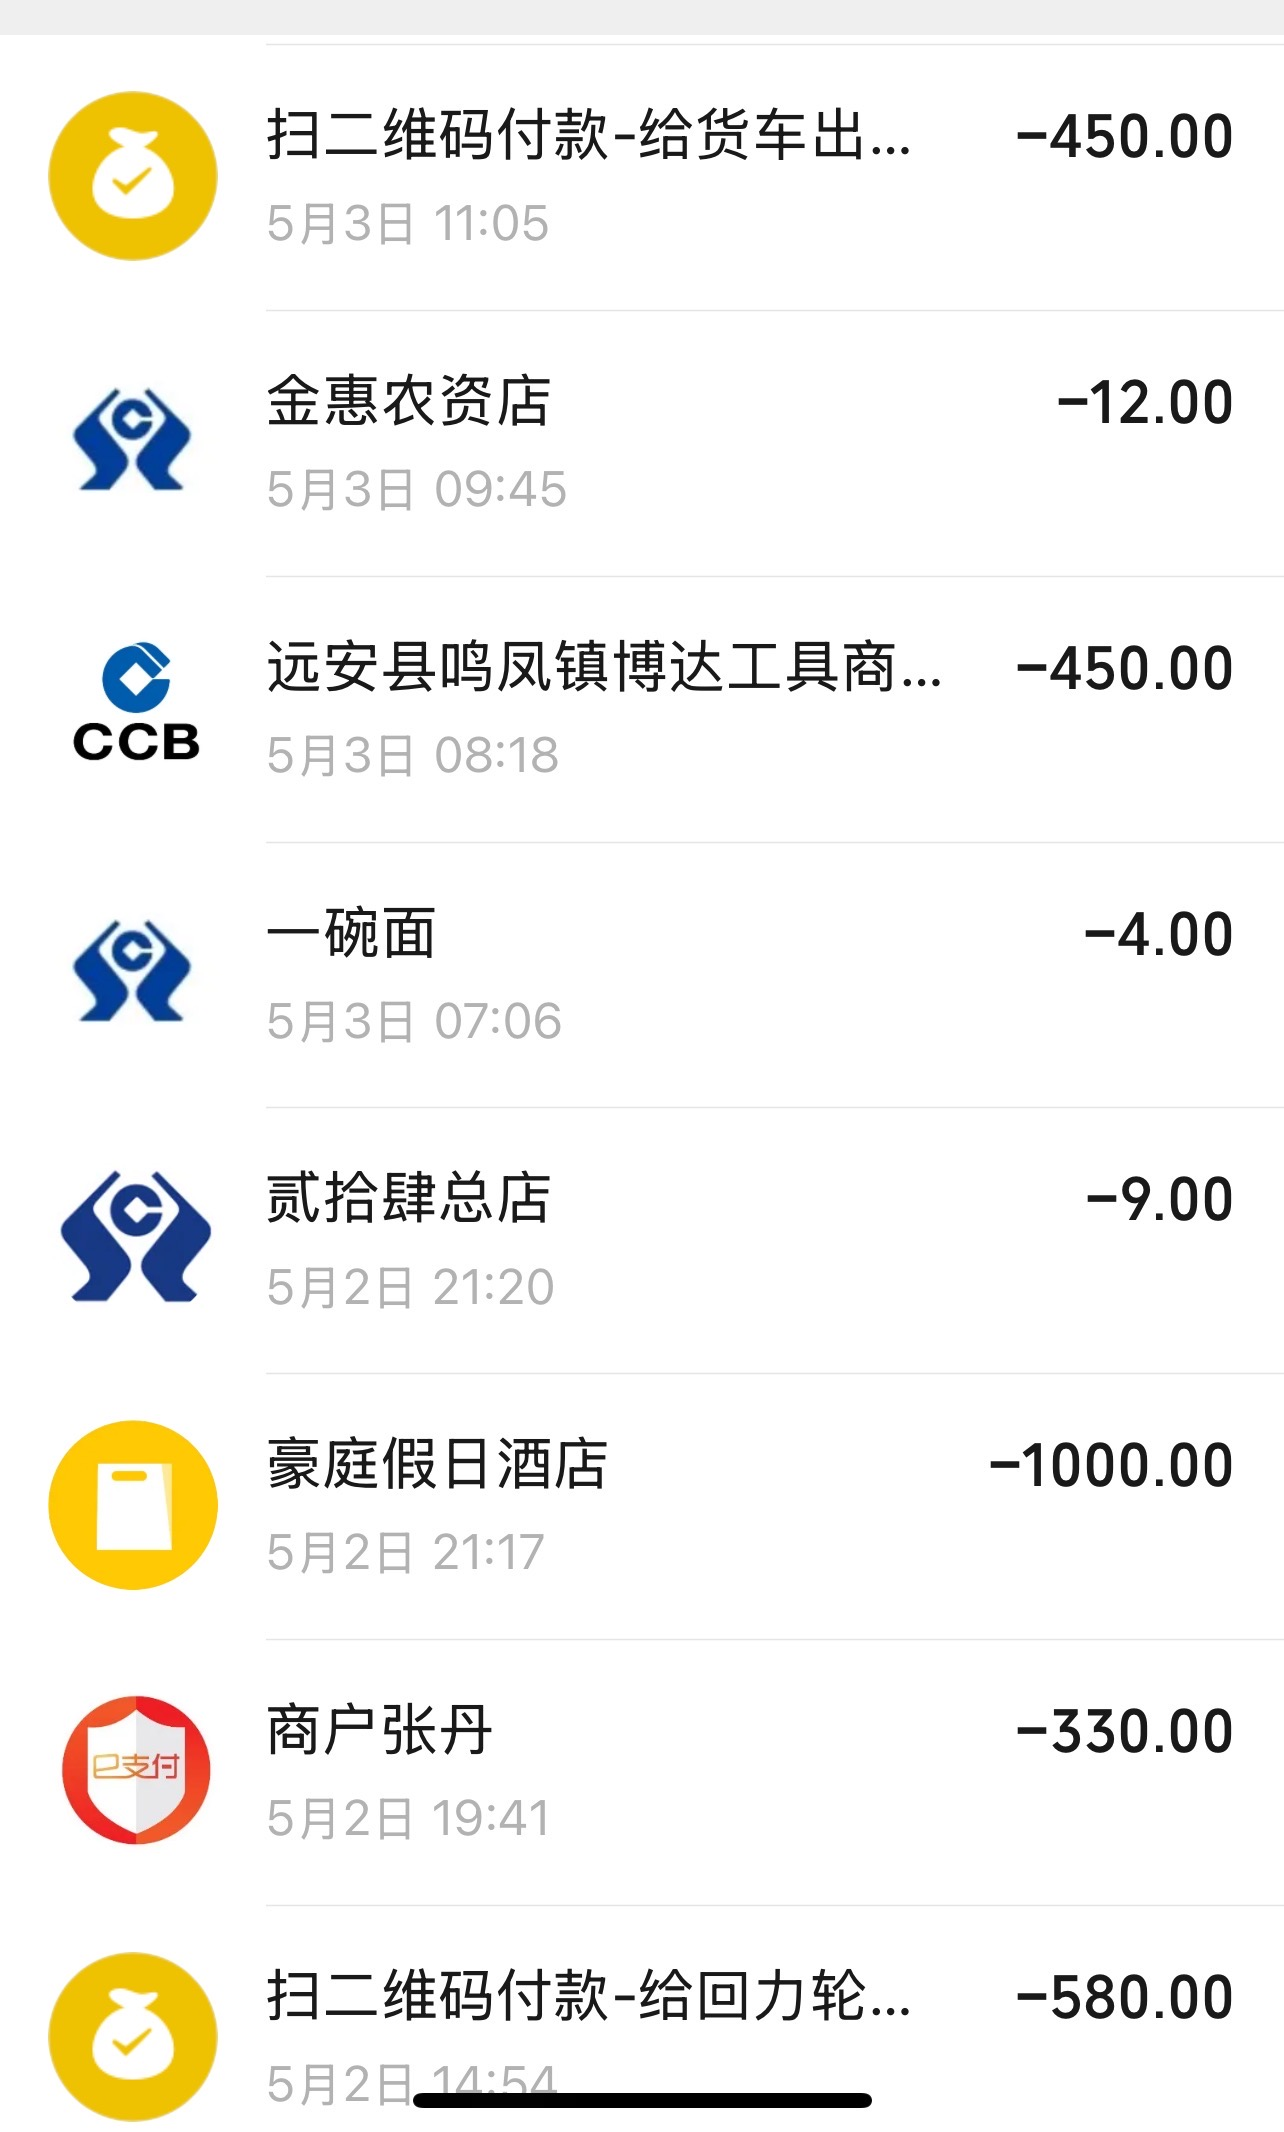 扫二维码付款-给货车出...
-450.00
5月3日 11:05
金惠农资店
-12.00
5月3日 09:45
CCB
远安县鸣凤镇博达工具商...
-450.00
5月3日 08:18
一碗面
-4.00
5月3日 07:06
贰拾肆总店
-9.00
5月2日 21:20
豪庭假日酒店
-1000.00
5月2日 21:17
已支付
商户张丹
-330.00
5月2日 19:41
扫二维码付款-给回力轮...
-580.00
5月2日 14:54